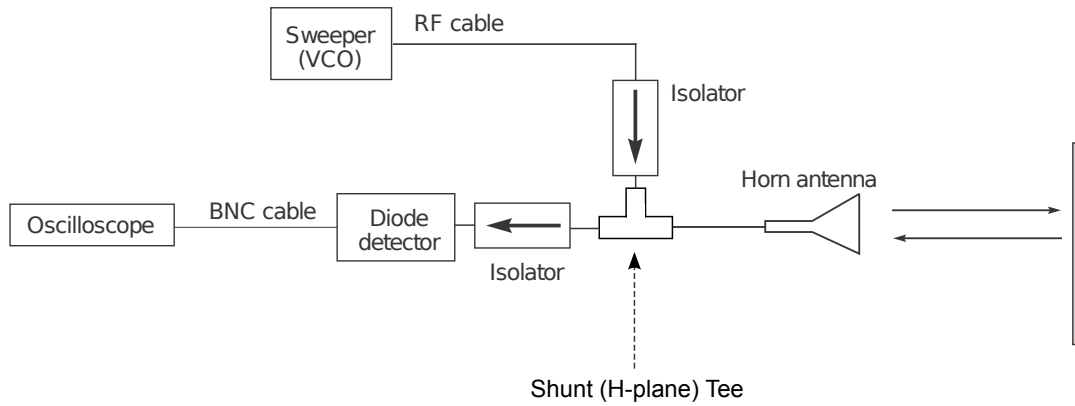 Sweeper
(VCO)
RF cable
Isolator
Horn antenna
Oscilloscope
BNC cable
Diode
detector
Isolator
Shunt (H-plane) Tee